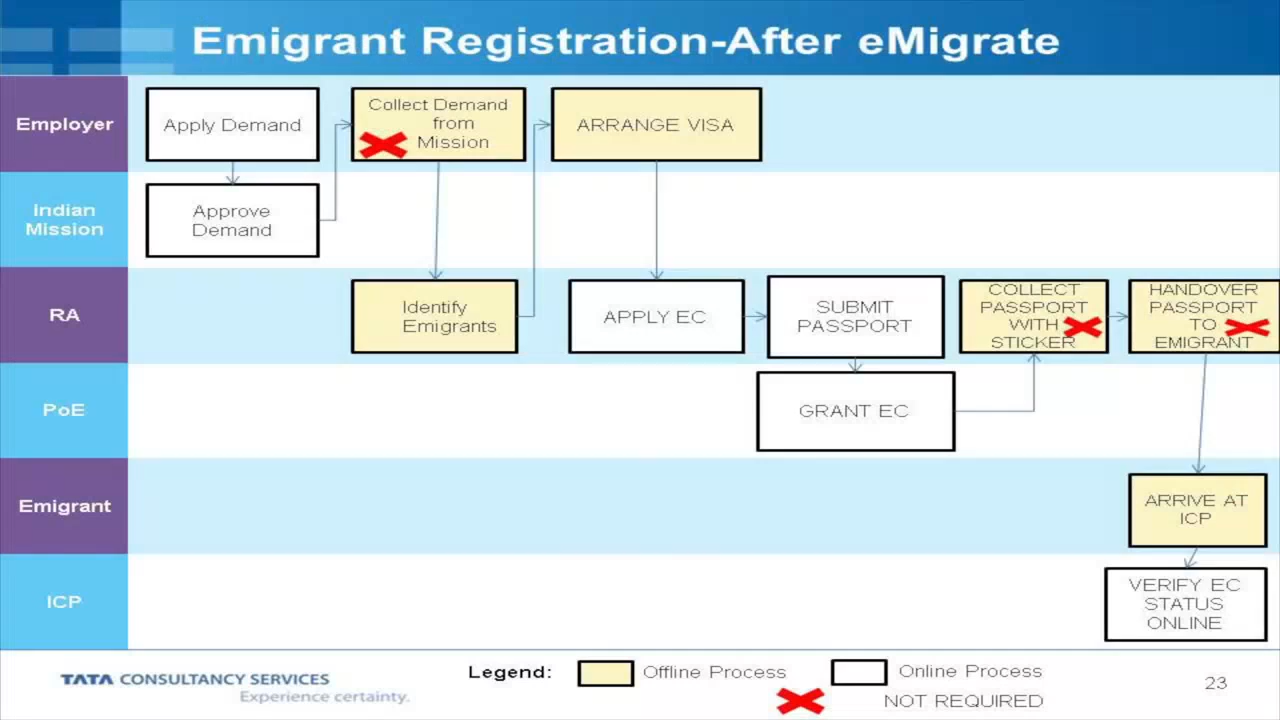 Emigrant Registration-After eMigrate
Employer
Apply Demand
Collect Demand
from
Mission
ARRANGE VISA
Indian
Mission
Approve
Demand
RA
Identify
Emigrants
APPLY EC
SUBMIT
PASSPORT
COLLECT
PASSPORT
WITH
STICKER
HANDOVER
PASSPORT
TO
EMIGRANT
PoE
GRANT EC
Emigrant
ARRIVE AT
ICP
ICP
VERIFY EC
STATUS
ONLINE
TATA CONSULTANCY SERVICES
Experience certainty.
Legend:
Offline Process
Online Process
NOT REQUIRED
23